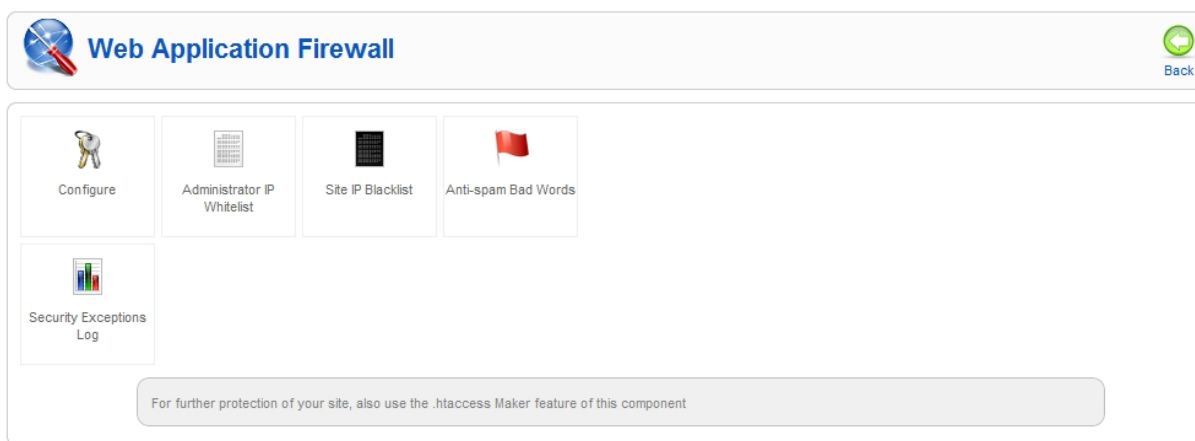 Web Application Firewall
Back
Configure
Administrator IP
Whitelist
Site IP Blacklist
Anti-spam Bad Words
Security Exceptions
Log
For further protection of your site, also use the .htaccess Maker feature of this component